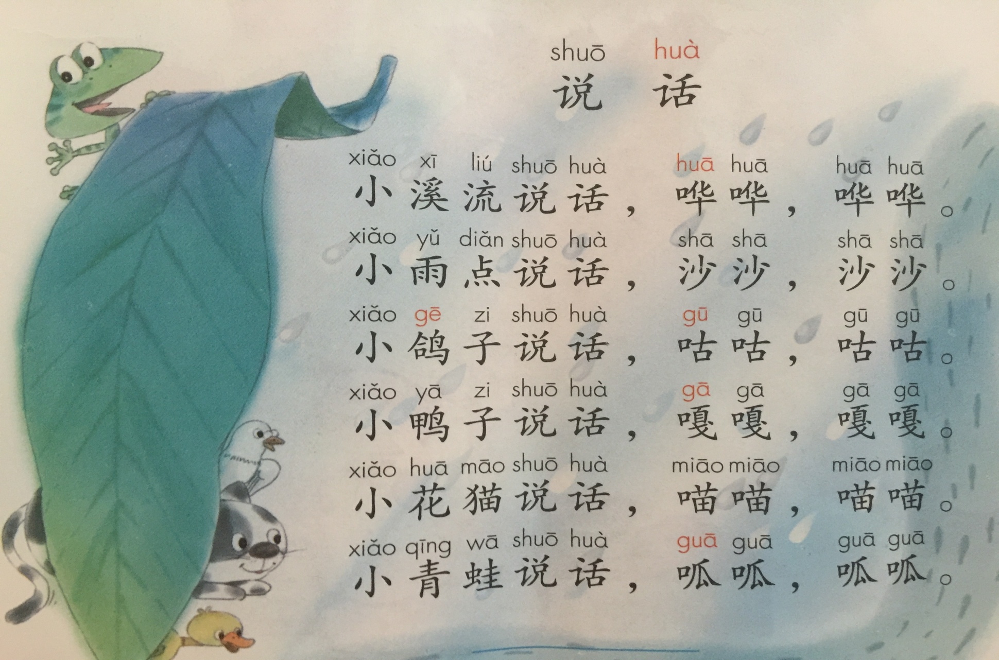 shuō huà
说 话
xiǎo xī liú shuō huà huā huā huā huā
小溪流说话，哗哗，哗哗。
xiǎo yǔ diǎn shuō huà shā shā shā shā
小雨点说话，沙沙，沙沙。
xiǎo gē zi shuō huà gū gū gū gū
小鸽子说话，咕咕，咕咕。
xiǎo yā zi shuō huà gā gā gā gā
小鸭子说话，嘎嘎，嘎嘎。
xiǎo huā māo shuō huà miāo miāo miāo miāo
小花猫说话，喵喵，喵喵。
xiǎo qīng wā shuō huà guā guā guā guā
小青蛙说话，呱呱，呱呱。